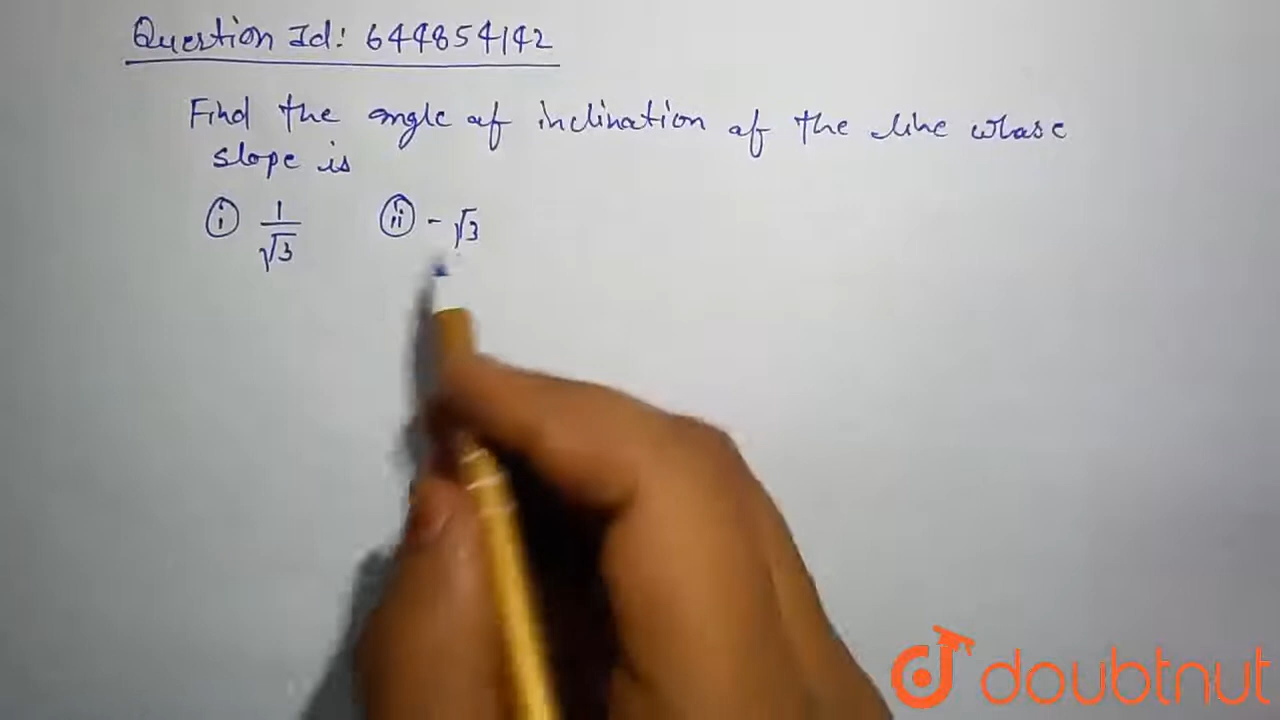 Question Id: 644854142
Find the angle of inclination of the line whose
slope is
(i) 1/√3 (ii) -√3
doubtnut